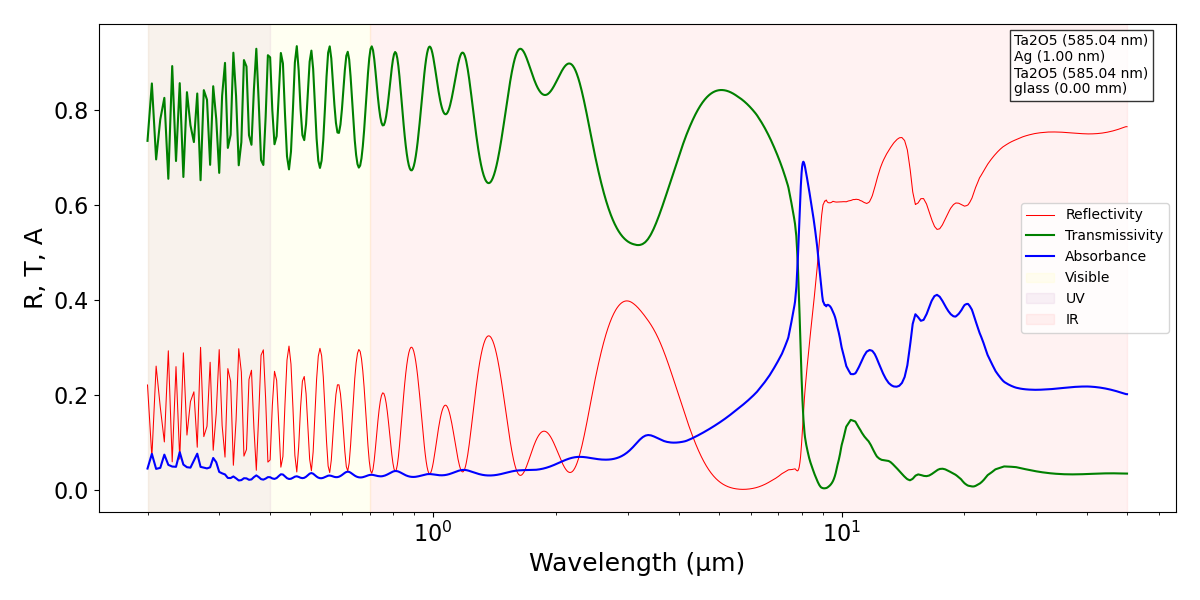 Ta2O5 (585.04 nm)
Ag (1.00 nm)
Ta2O5 (585.04 nm)
glass (0.00 mm)
R, T, A
0.8
0.6
0.4
0.2
0.0
Reflectivity
Transmissivity
Absorbance
Visible
UV
IR
10⁰
10¹
Wavelength (μm)